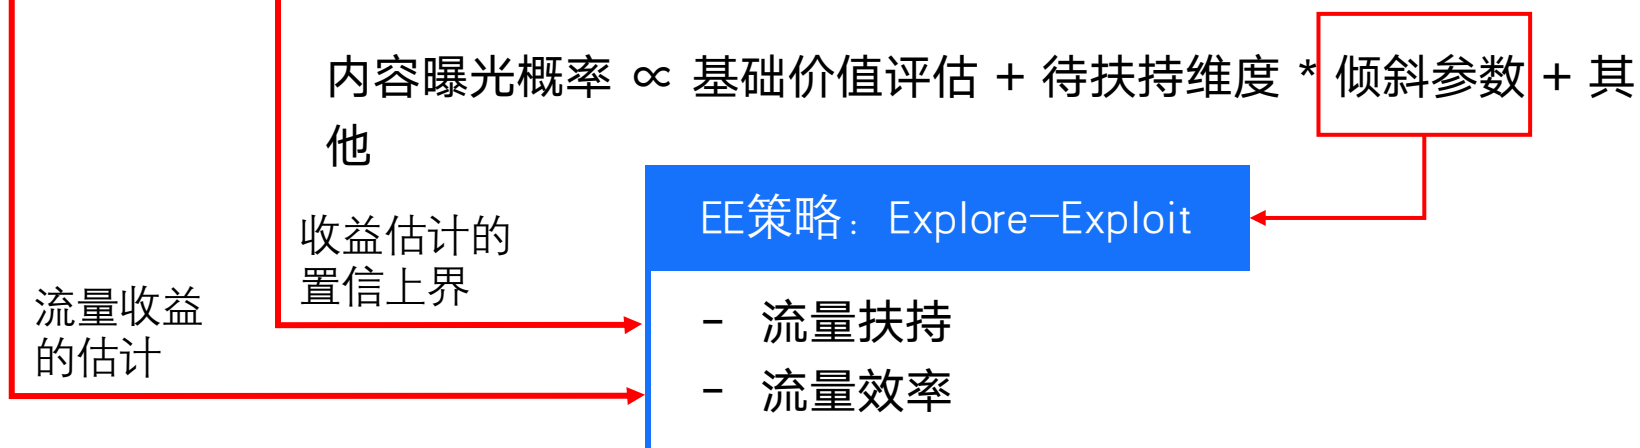 内容曝光概率 ∝ 基础价值评估 + 待扶持维度 * 倾斜参数 + 其
他
EE策略：Explore-Exploit
收益估计的
置信上界
流量收益
的估计
- 流量扶持
- 流量效率